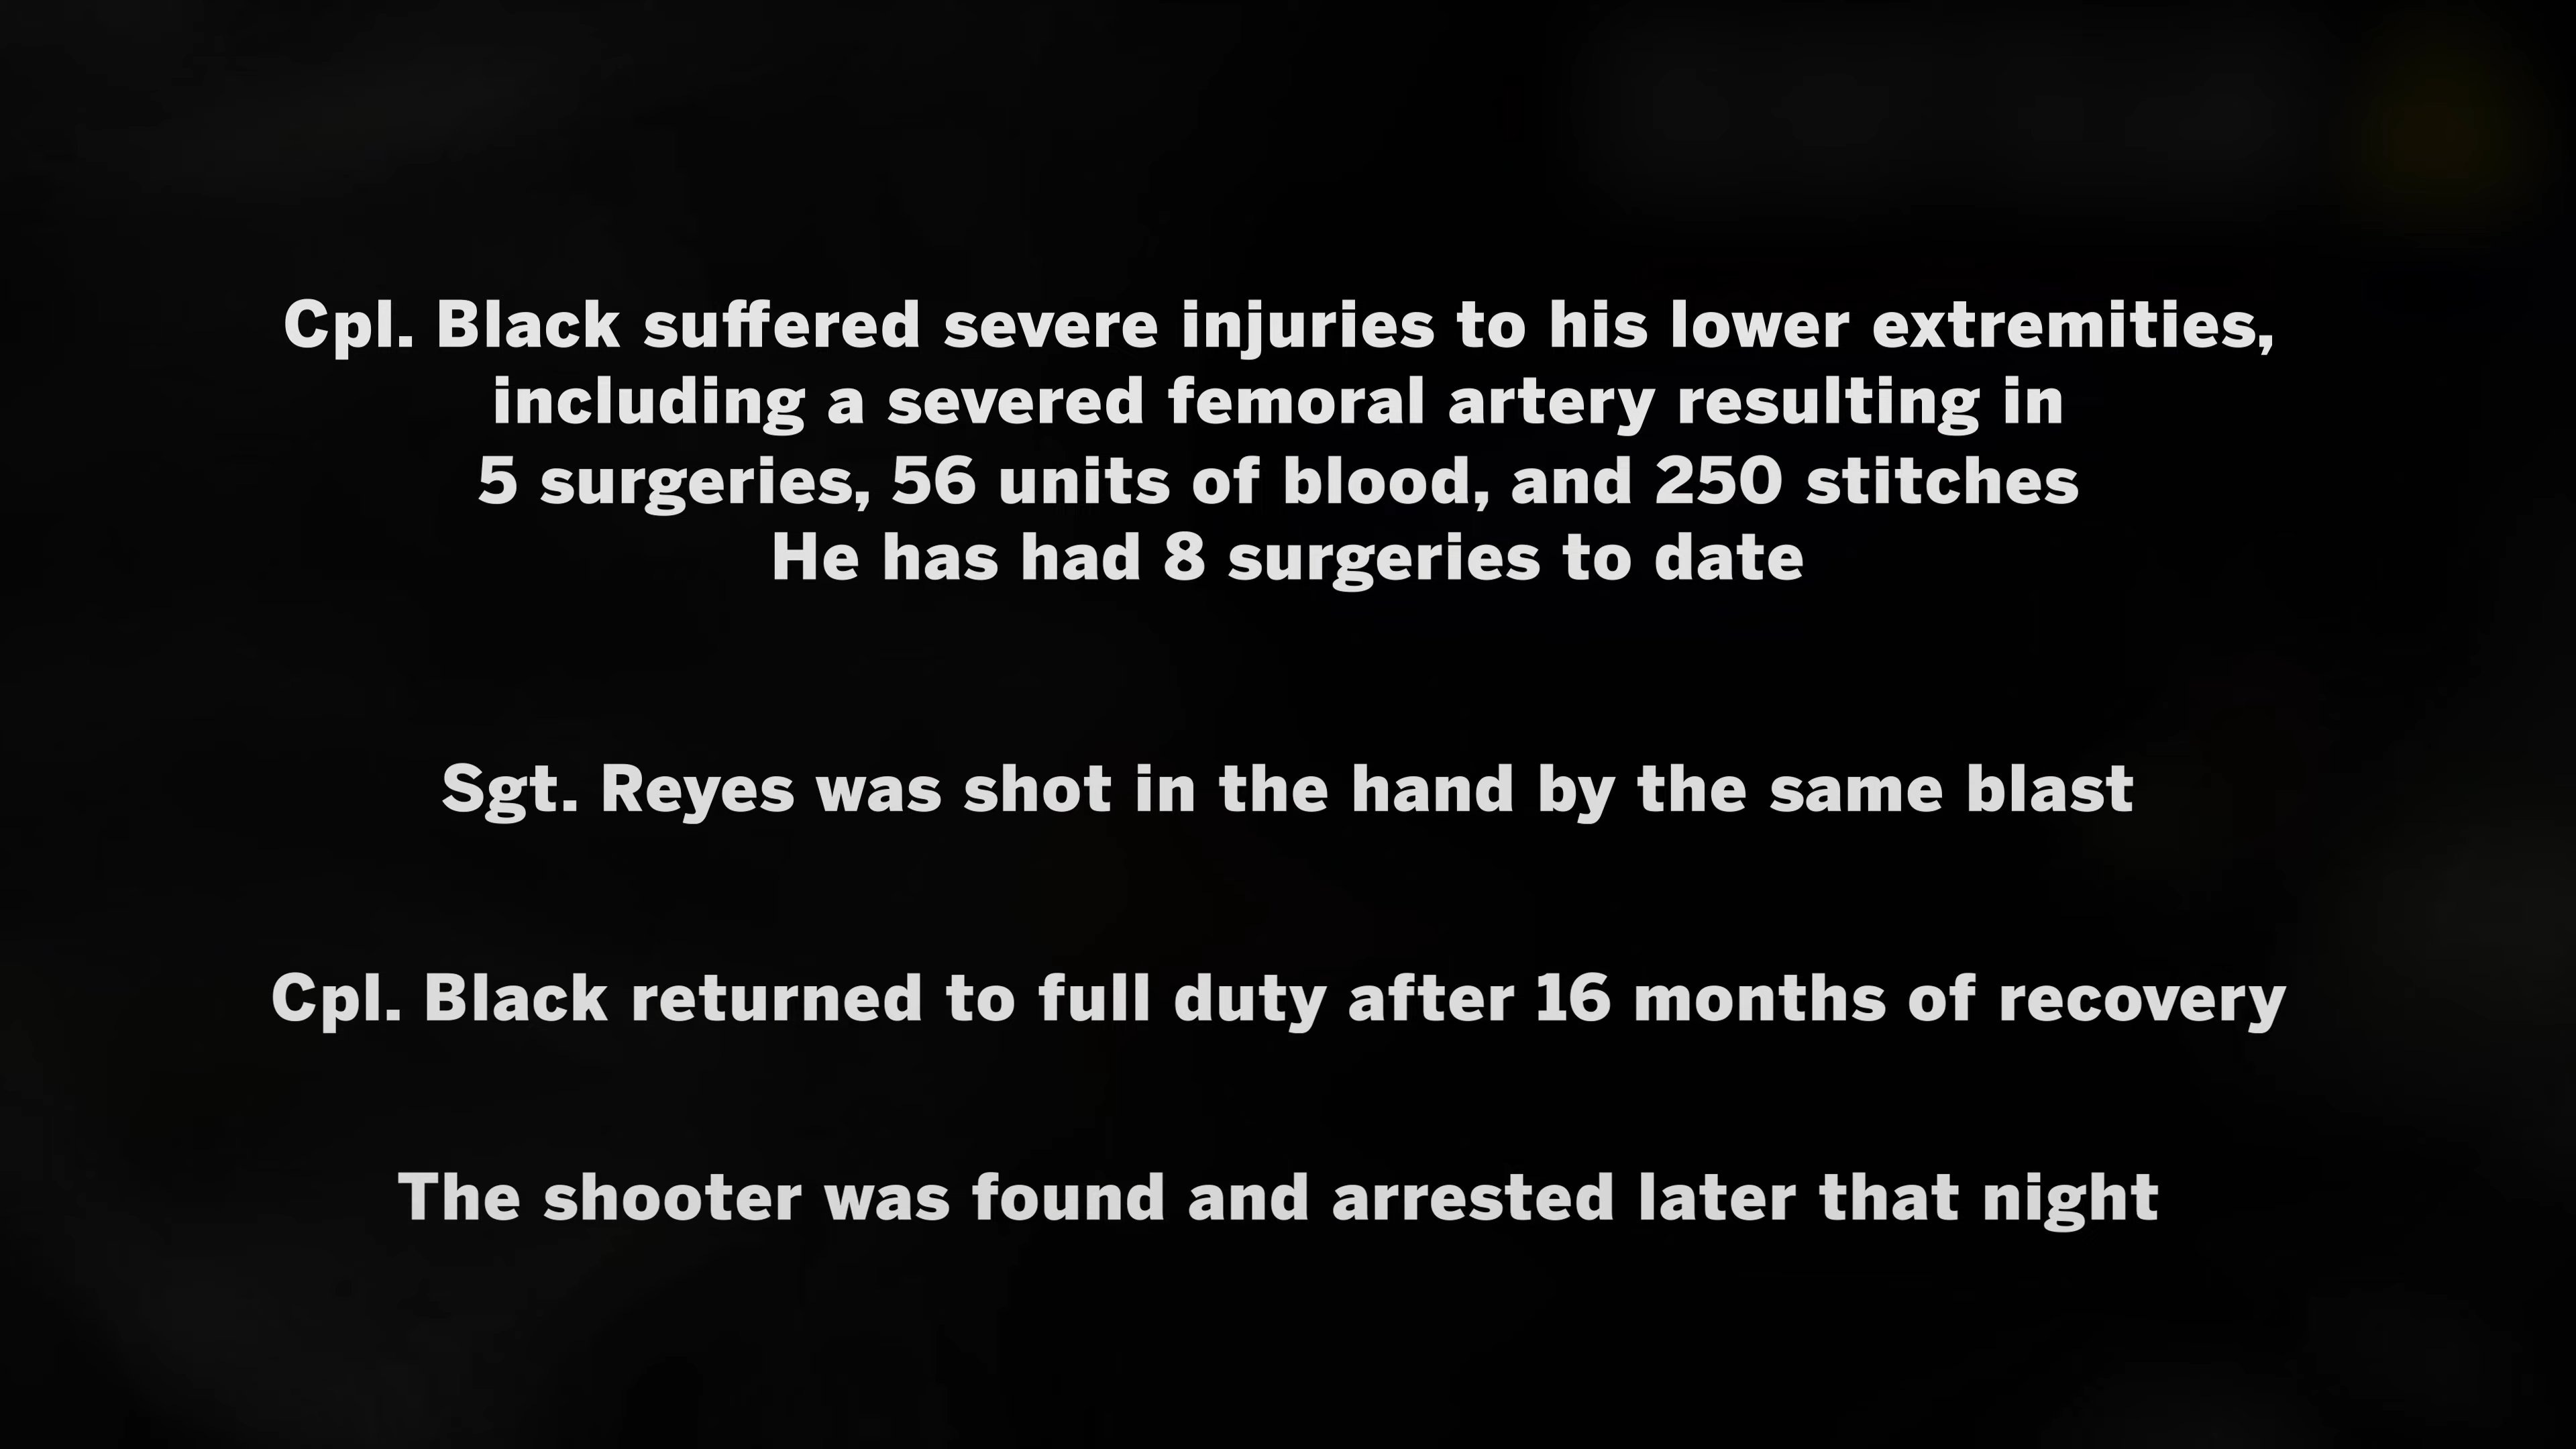 Cpl. Black suffered severe injuries to his lower extremities,
including a severed femoral artery resulting in
5 surgeries, 56 units of blood, and 250 stitches
He has had 8 surgeries to date
Sgt. Reyes was shot in the hand by the same blast
Cpl. Black returned to full duty after 16 months of recovery
The shooter was found and arrested later that night